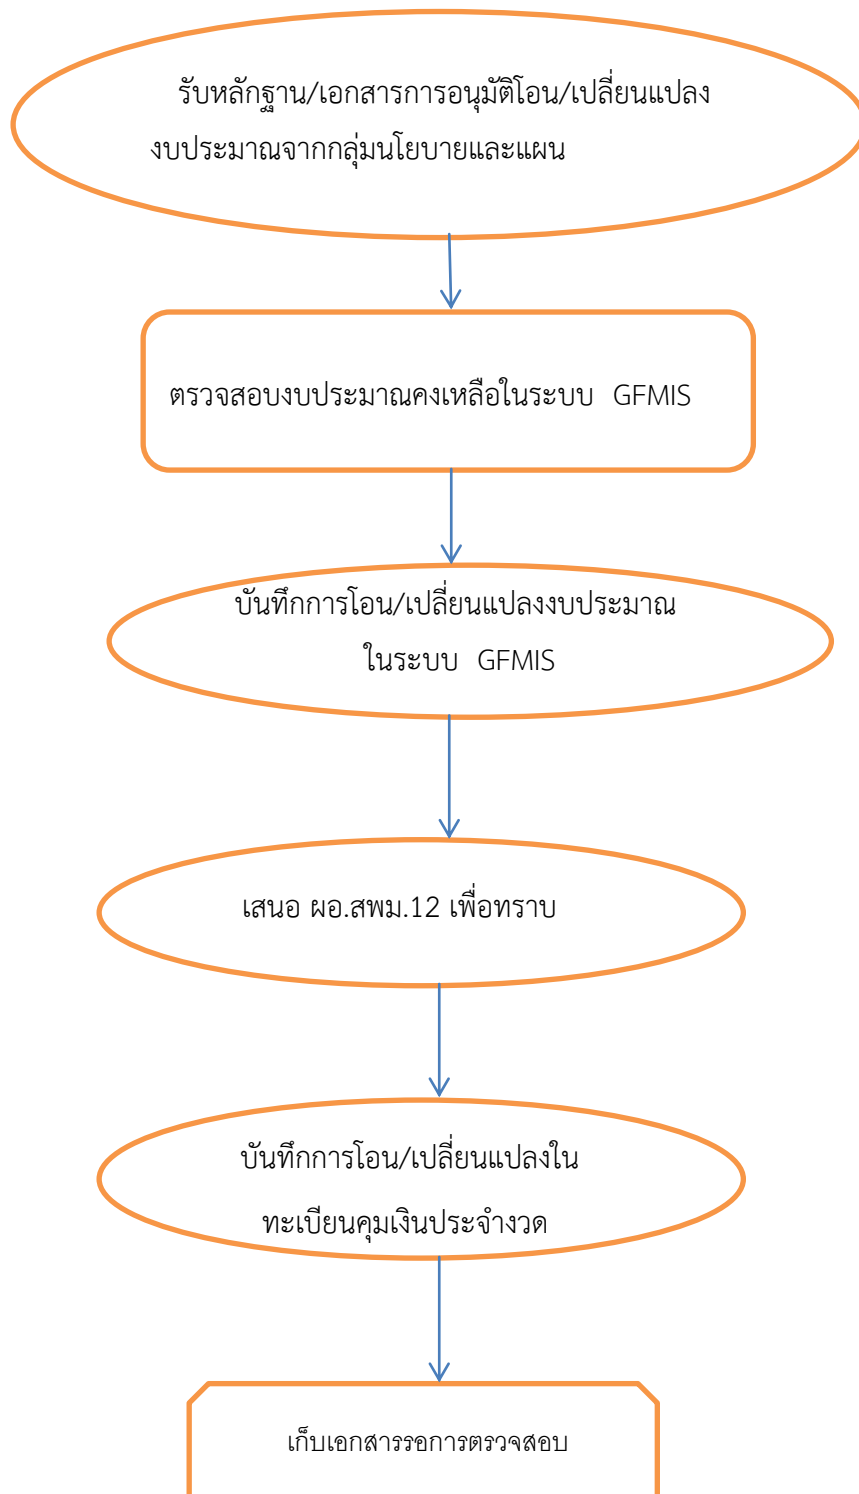 รับหลักฐาน/เอกสารการอนุมัติโอน/เปลี่ยนแปลง
งบประมาณจากกลุ่มนโยบายและแผน
ตรวจสอบงบประมาณคงเหลือในระบบ GFMIS
บันทึกการโอน/เปลี่ยนแปลงงบประมาณ
ในระบบ GFMIS
เสนอ ผอ.สพม.12 เพื่อทราบ
บันทึกการโอน/เปลี่ยนแปลงใน
ทะเบียนคุมเงินประจำงวด
เก็บเอกสารรอการตรวจสอบ